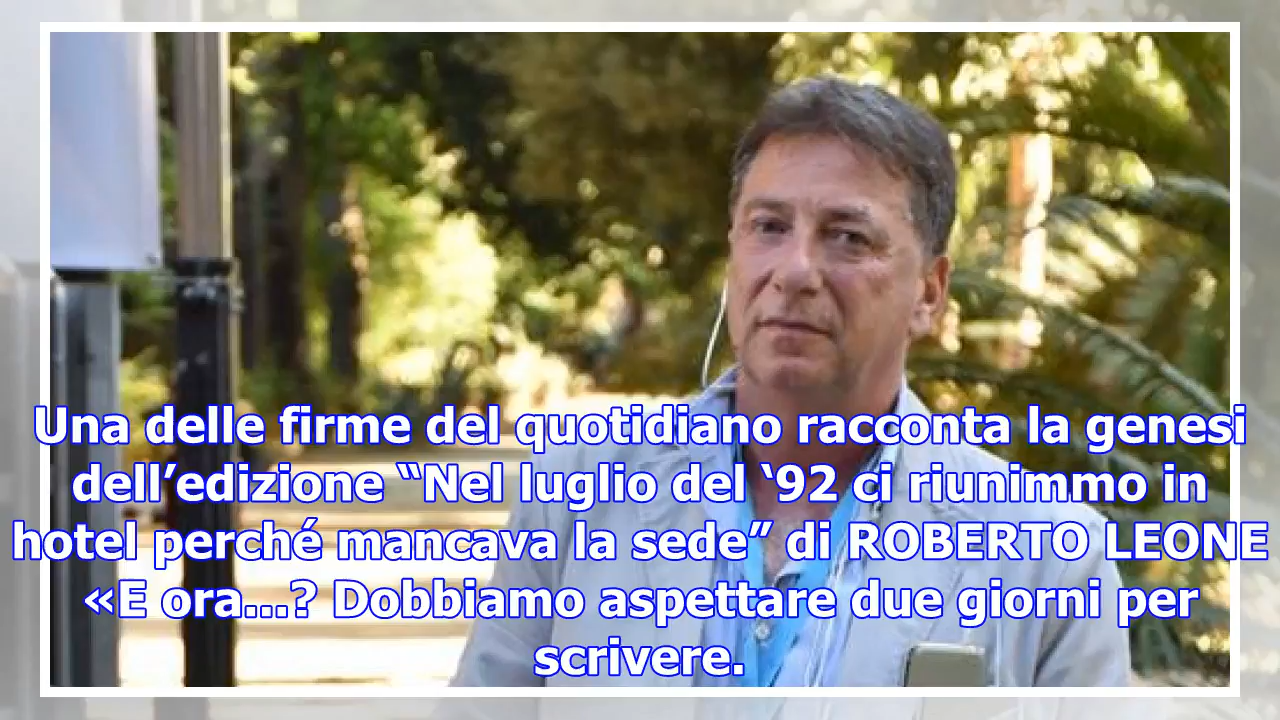 Una delle firme del quotidiano racconta la genesi
dell’edizione “Nel luglio del ‘92 ci riunimmo in
hotel perché mancava la sede” di ROBERTO LEONE
«E ora...? Dobbiamo aspettare due giorni per
scrivere.